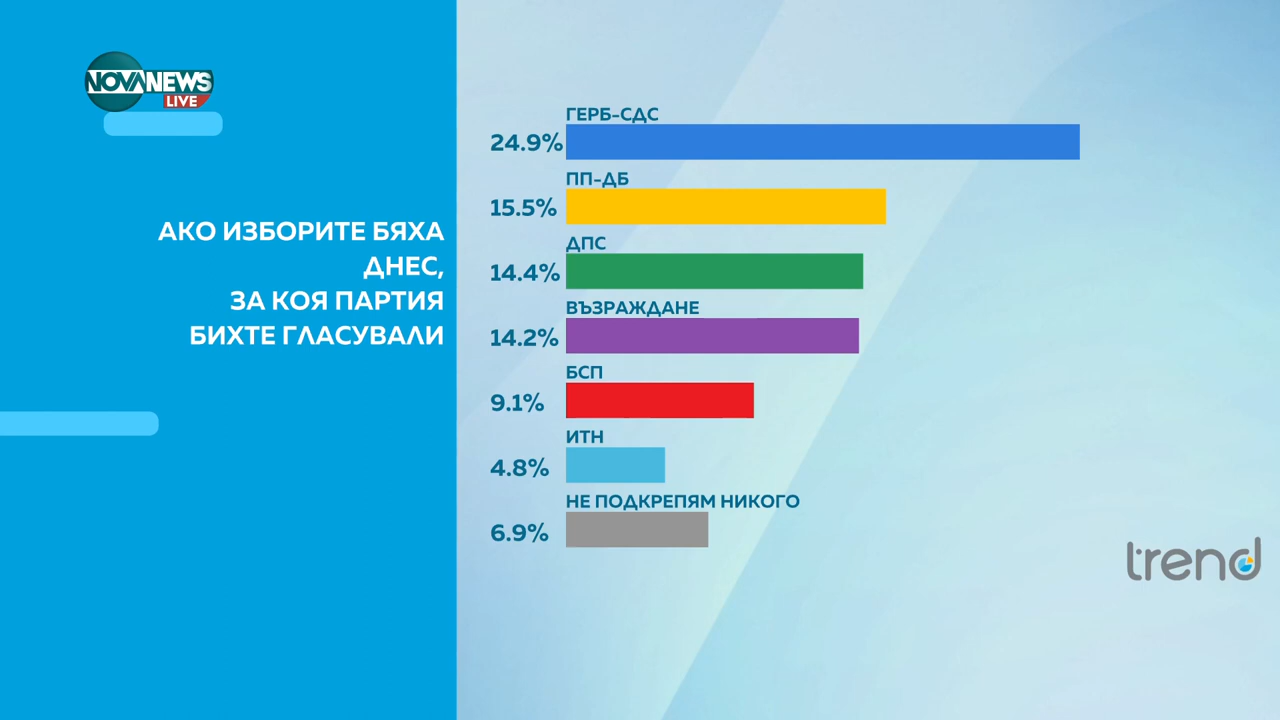 NOVANEWS
LIVE
АКО ИЗБОРИТЕ БЯХА
ДНЕС,
ЗА КОЯ ПАРТИЯ
БИХТЕ ГЛАСУВАЛИ
ГЕРБ-СДС
24.9%
ПП-ДБ
15.5%
ДПС
14.4%
ВЪЗРАЖДАНЕ
14.2%
БСП
9.1%
ИТН
4.8%
НЕ ПОДКРЕПЯМ НИКОГО
6.9%
trend